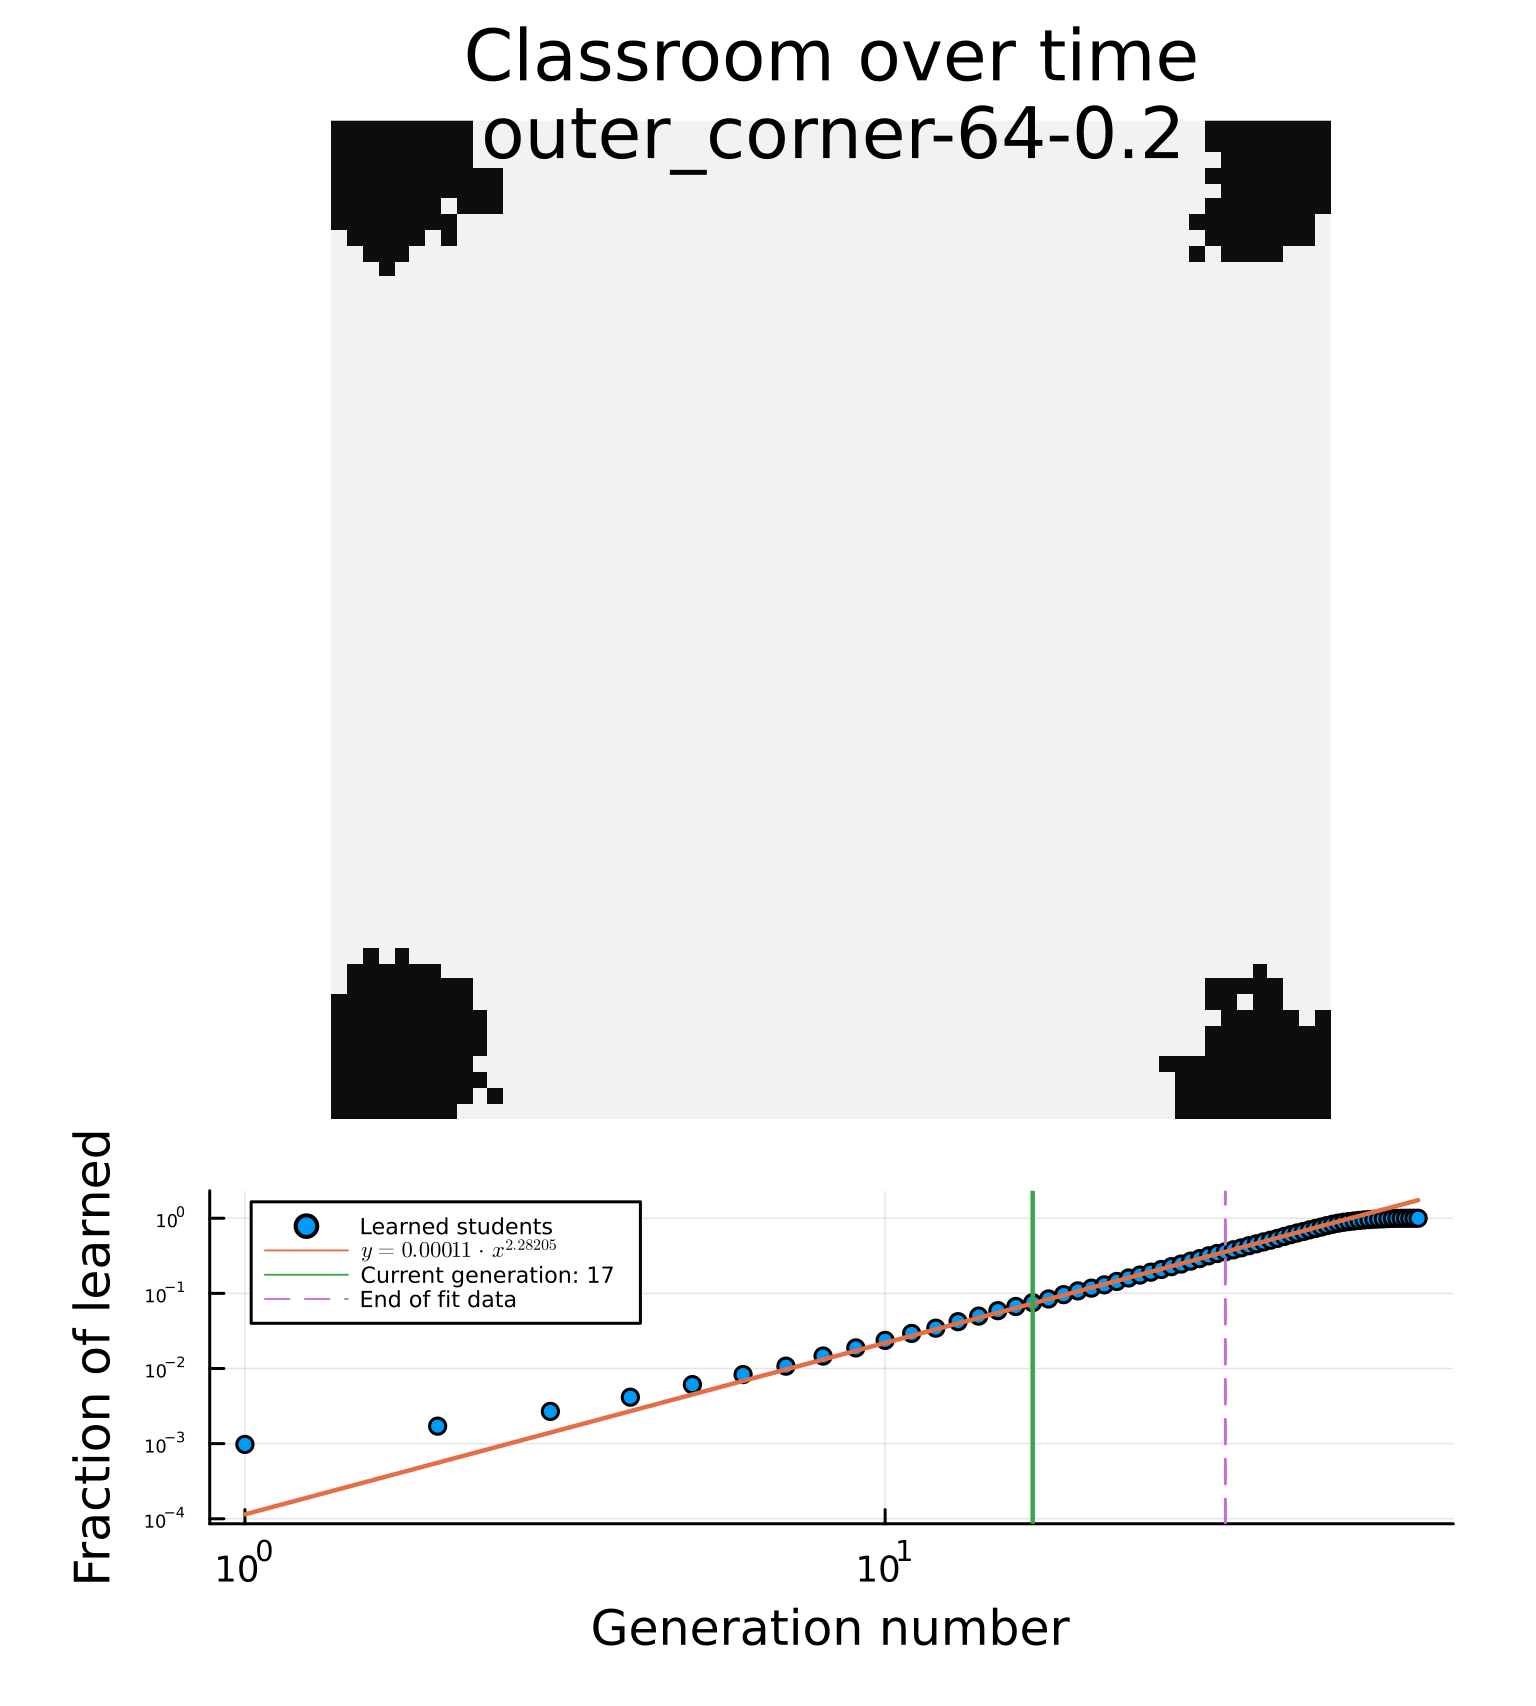 Classroom over time
outer_corner-64-0.2
Fraction of learned
10^0
10^-1
10^-2
10^-3
10^-4
Learned students
y = 0.00011 · x^2.28205
Current generation: 17
End of fit data
10^0
10^1
Generation number